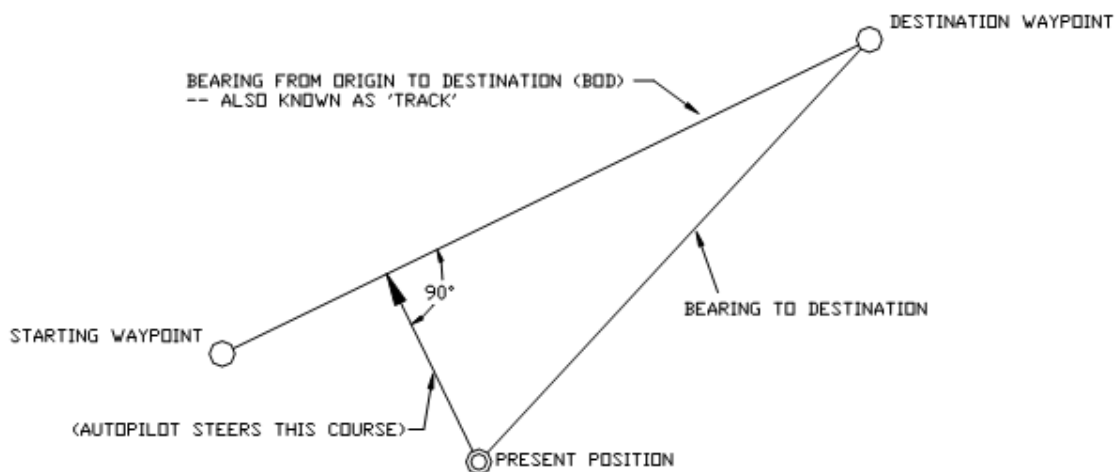 DESTINATION WAYPOINT
BEARING FROM ORIGIN TO DESTINATION (BOD)
-- ALSO KNOWN AS 'TRACK'
90°
BEARING TO DESTINATION
STARTING WAYPOINT
(AUTOPILOT STEERS THIS COURSE)
PRESENT POSITION